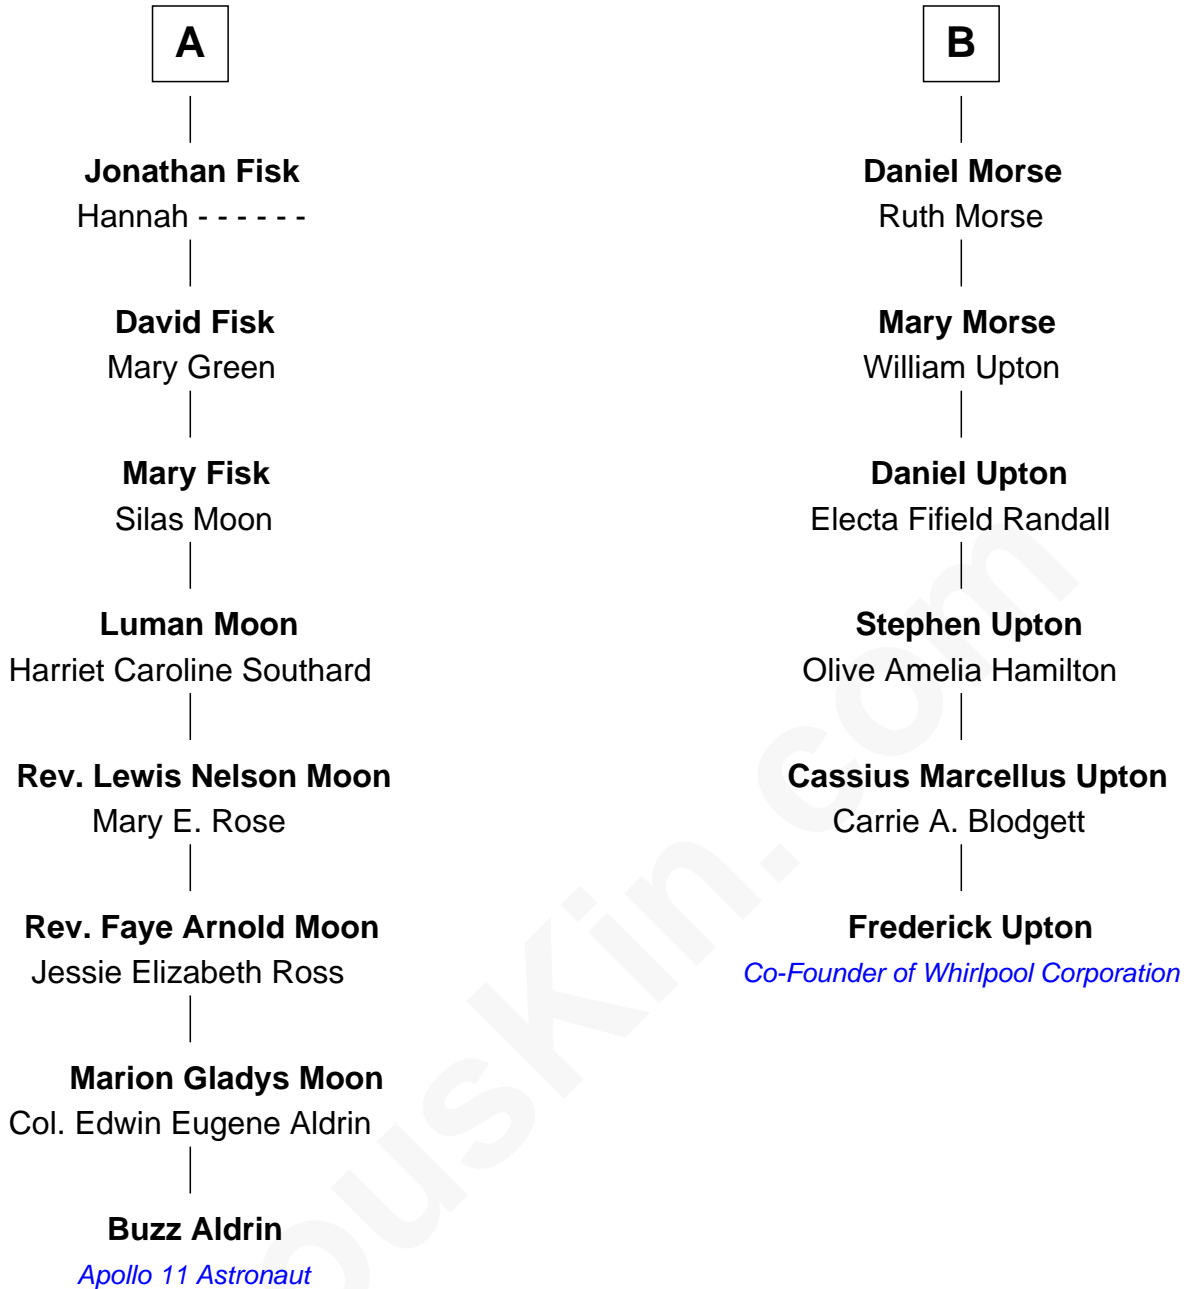 A
Jonathan Fisk
Hannah - - - - - -
David Fisk
Mary Green
Mary Fisk
Silas Moon
Luman Moon
Harriet Caroline Southard
Rev. Lewis Nelson Moon
Mary E. Rose
Rev. Faye Arnold Moon
Jessie Elizabeth Ross
Marion Gladys Moon
Col. Edwin Eugene Aldrin
Buzz Aldrin
Apollo 11 Astronaut
B
Daniel Morse
Ruth Morse
Mary Morse
William Upton
Daniel Upton
Electa Fifield Randall
Stephen Upton
Olive Amelia Hamilton
Cassius Marcellus Upton
Carrie A. Blodgett
Frederick Upton
Co-Founder of Whirlpool Corporation
ouskin.com